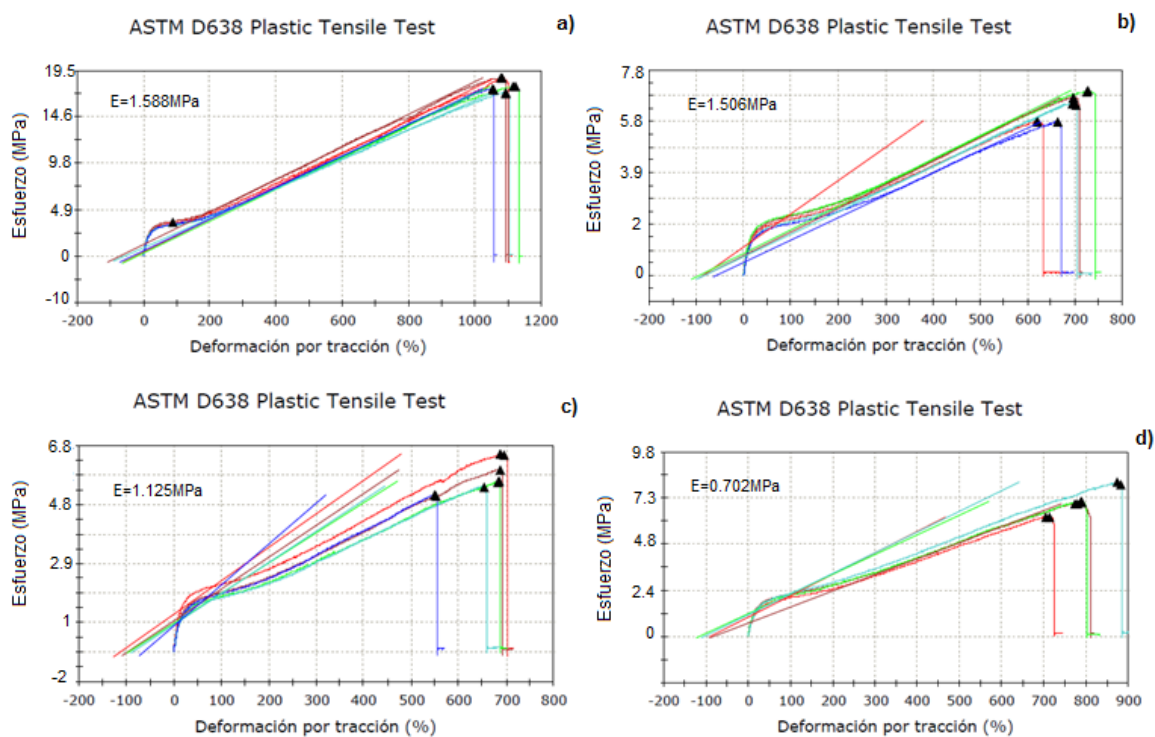 ASTM D638 Plastic Tensile Test
a)
19.5
14.6
9.8
4.9
0
-10
E=1.588MPa
Esfuerzo (MPa)
-200 0 200 400 600 800 1000 1200
Deformación por tracción (%)
ASTM D638 Plastic Tensile Test
b)
7.8
5.8
3.9
2
0
E=1.506MPa
Esfuerzo (MPa)
-200 -100 0 100 200 300 400 500 600 700 800
Deformación por tracción (%)
ASTM D638 Plastic Tensile Test
c)
6.8
4.8
2.9
1
-2
E=1.125MPa
Esfuerzo (MPa)
-200 -100 0 100 200 300 400 500 600 700 800
Deformación por tracción (%)
ASTM D638 Plastic Tensile Test
d)
9.8
7.3
4.8
2.4
0
E=0.702MPa
Esfuerzo (MPa)
-200 -100 0 100 200 300 400 500 600 700 800 900
Deformación por tracción (%)